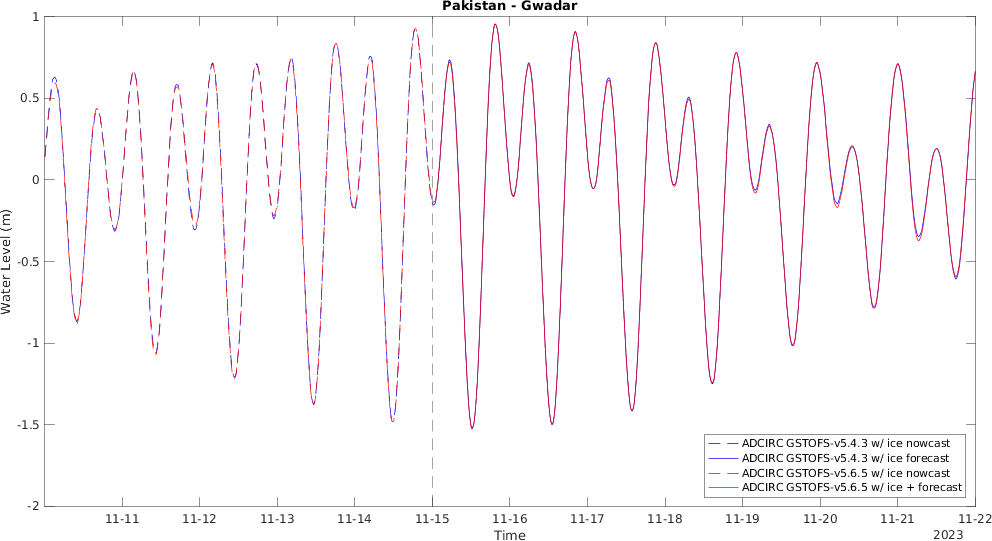 Pakistan - Gwadar
1
0.5
0
-0.5
-1
-1.5
-2
Water Level (m)
ADCIRC GSTOFS-v5.4.3 w/ ice nowcast
ADCIRC GSTOFS-v5.4.3 w/ ice forecast
ADCIRC GSTOFS-v5.6.5 w/ ice nowcast
ADCIRC GSTOFS-v5.6.5 w/ ice + forecast
11-11 11-12 11-13 11-14 11-15 11-16 11-17 11-18 11-19 11-20 11-21 11-22
Time
2023